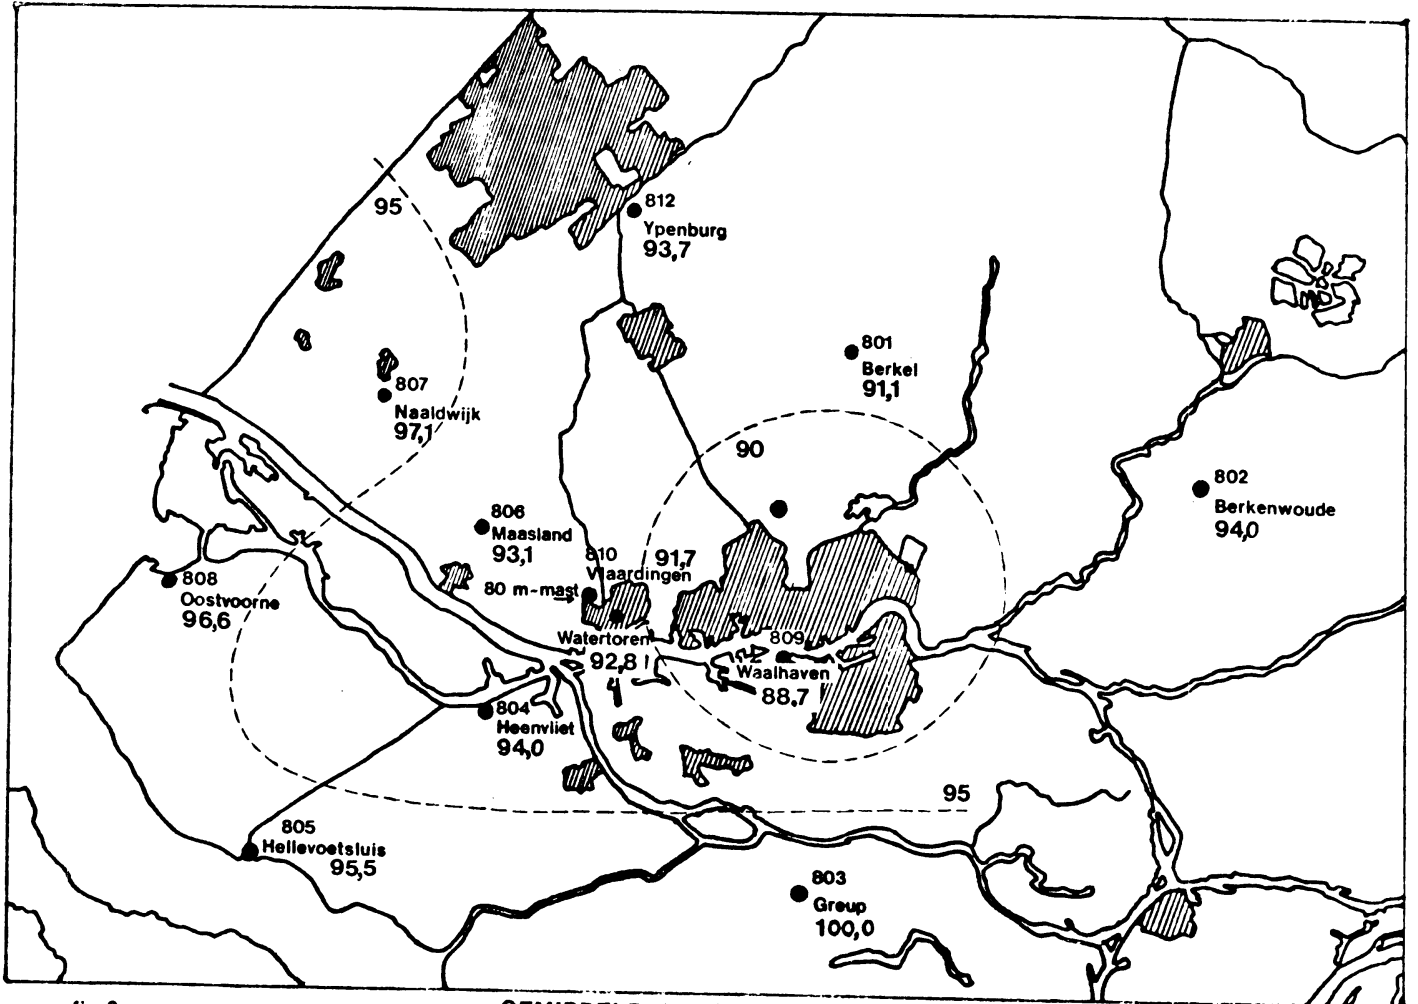 95
812
Ypenburg
93,7
801
Berkel
91,1
807
Naaldwijk
97,1
90
802
Berkenwoude
94,0
806
Maasland
93,1
810
91,7
Vlaardingen
80 m-mast
808
Oostvoorne
96,6
Watertoren
92,8
809
Waalhaven
88,7
804
Heenvliet
94,0
95
805
Hellevoetsluis
95,5
803
Greup
100,0